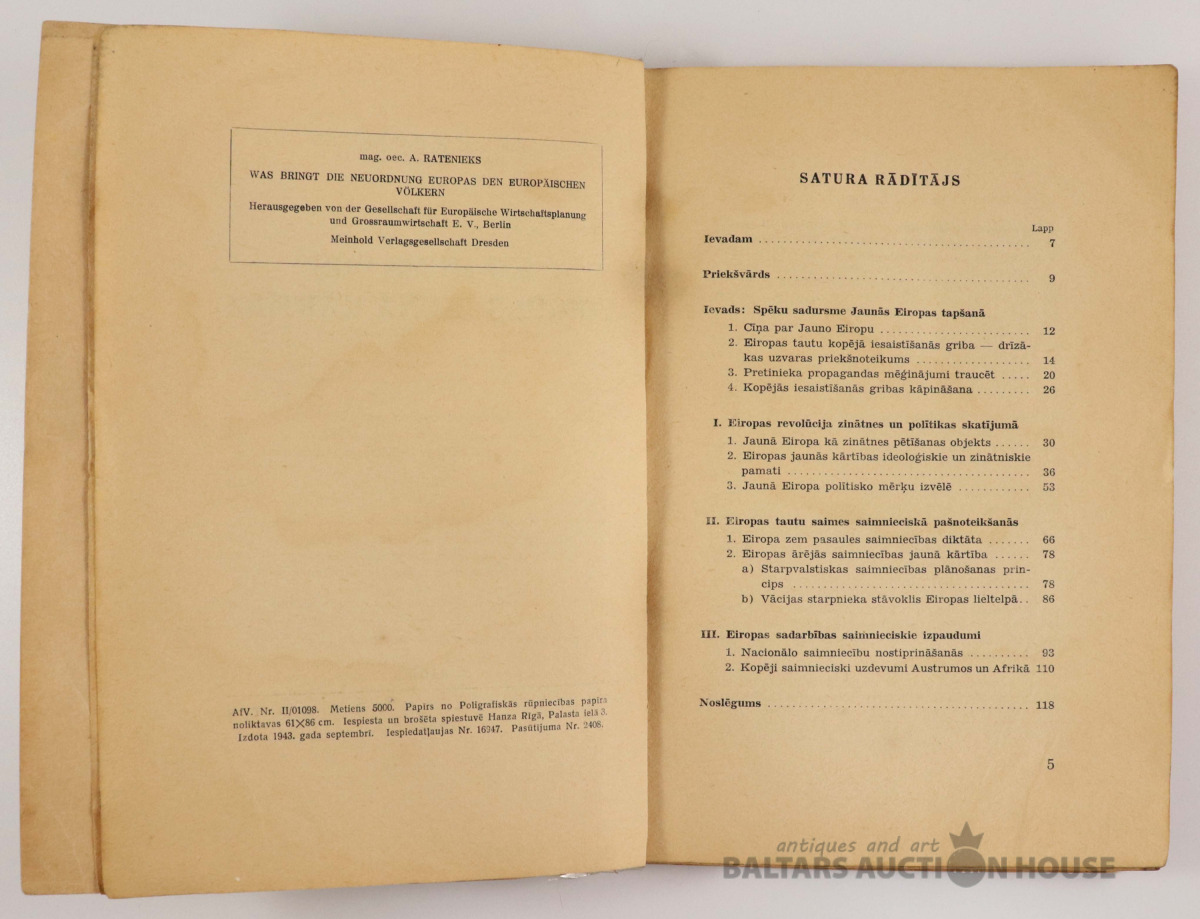 mag. oec. A. RATENIEKS
WAS BRINGT DIE NEUORDNUNG EUROPAS DEN EUROPÄISCHEN
VÖLKERN
Herausgegeben von der Gesellschaft für Europäische Wirtschaftsplanung
und Grossraumwirtschaft E. V., Berlin
Meinhold Verlagsgesellschaft Dresden
AfV. Nr. II/01098. Metiens 5000. Papīrs no Poligrafiskās rūpniecības papīra
noliktavas 61×86 cm. Iespiesta un brošēta spiestuvē Hanza Rīgā, Palasta ielā 3.
Izdota 1943. gada septembrī. Iespiedatļaujas Nr. 16947. Pasūtījuma Nr. 2408.
SATURA RĀDĪTĀJS
Lapp
Ievadam . . . . . . . . . . 7
Priekšvārds . . . . . . . . . . 9
Ievads: Spēku sadursme Jaunās Eiropas tapšanā
1. Cīņa par Jauno Eiropu . . . . . . . . . . 12
2. Eiropas tautu kopējā iesaistīšanās griba — drīzā-
kas uzvaras priekšnoteikums . . . . . . . . . . 14
3. Pretinieka propagandas mēģinājumi traucēt . . . . . 20
4. Kopējās iesaistīšanās gribas kāpināšana . . . . . . . . . 26
I. Eiropas revolūcija zinātnes un polītikas skatījumā
1. Jaunā Eiropa kā zinātnes pētīšanas objekts . . . . . . 30
2. Eiropas jaunās kārtības ideoloģiskie un zinātniskie
pamati . . . . . . . . . . 36
3. Jaunā Eiropa polītisko mērķu izvēlē . . . . . . . . . . 53
II. Eiropas tautu saimes saimnieciskā pašnoteikšanās
1. Eiropa zem pasaules saimniecības diktāta . . . . . . . 66
2. Eiropas ārējās saimniecības jaunā kārtība . . . . . . 78
a) Starpvalstiskas saimniecības plānošanas prin-
cips . . . . . . . . . . 78
b) Vācijas starpnieka stāvoklis Eiropas lieltelpā . . 86
III. Eiropas sadarbības saimnieciskie izpaudumi
1. Nacionālo saimniecību nostiprināšanās . . . . . . . . . . 93
2. Kopēji saimnieciski uzdevumi Austrumos un Afrikā 110
Noslēgums . . . . . . . . . . 118
5
antiques and art
BALTARS AUCTION HOUSE